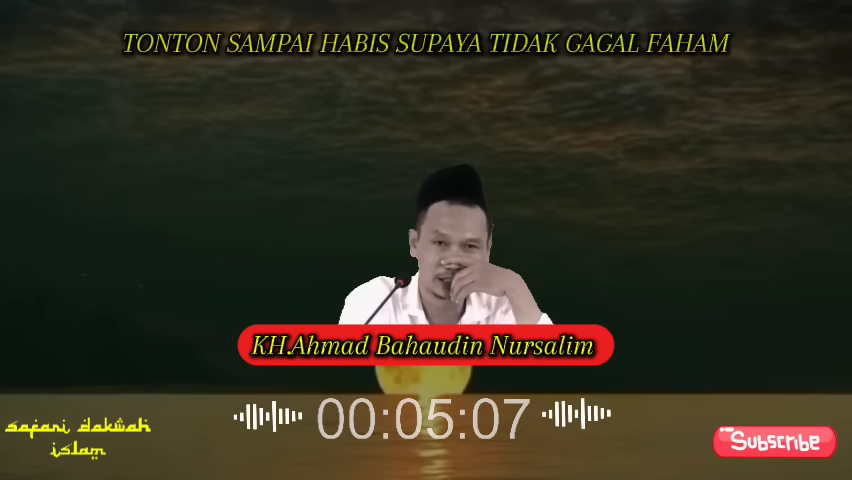 TONTON SAMPAI HABIS SUPAYA TIDAK GAGAL FAHAM
KH.Ahmad Bahaudin Nursalim
00:05:07
safari dakwah
islam
Subscribe